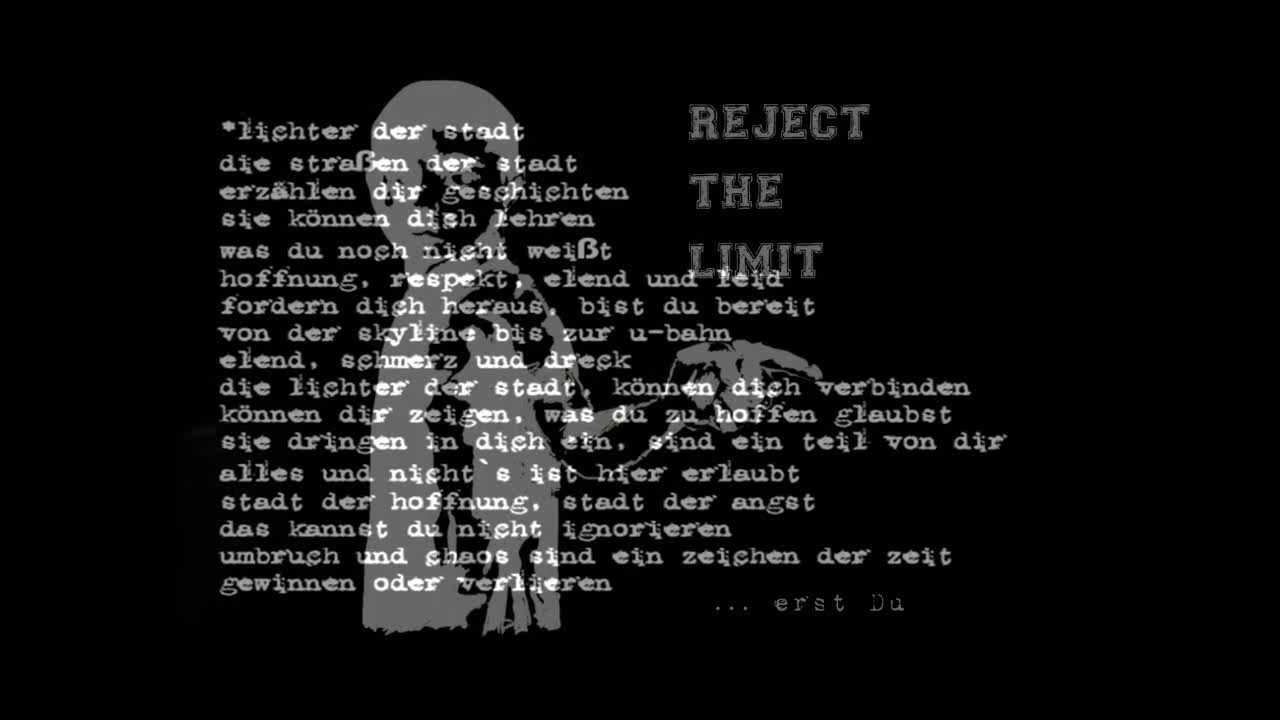 *lichter der stadt
die straßen der stadt
erzählen dir geschichten
sie können dich lehren
was du noch nicht weißt
hoffnung, respekt, elend und leid
fordern dich heraus, bist du bereit
von der skyline bis zur u-bahn
elend, schmerz und dreck
die lichter der stadt  können dich verbinden
können dir zeigen, was du zu hoffen glaubst
sie dringen in dich ein, sind ein teil von dir
alles und nicht`s ist hier erlaubt
stadt der hoffnung, stadt der angst
das kannst du nicht ignorieren
umbruch und chaos sind ein zeichen der zeit
gewinnen oder verlieren
REJECT
THE
LIMIT
... erst Du